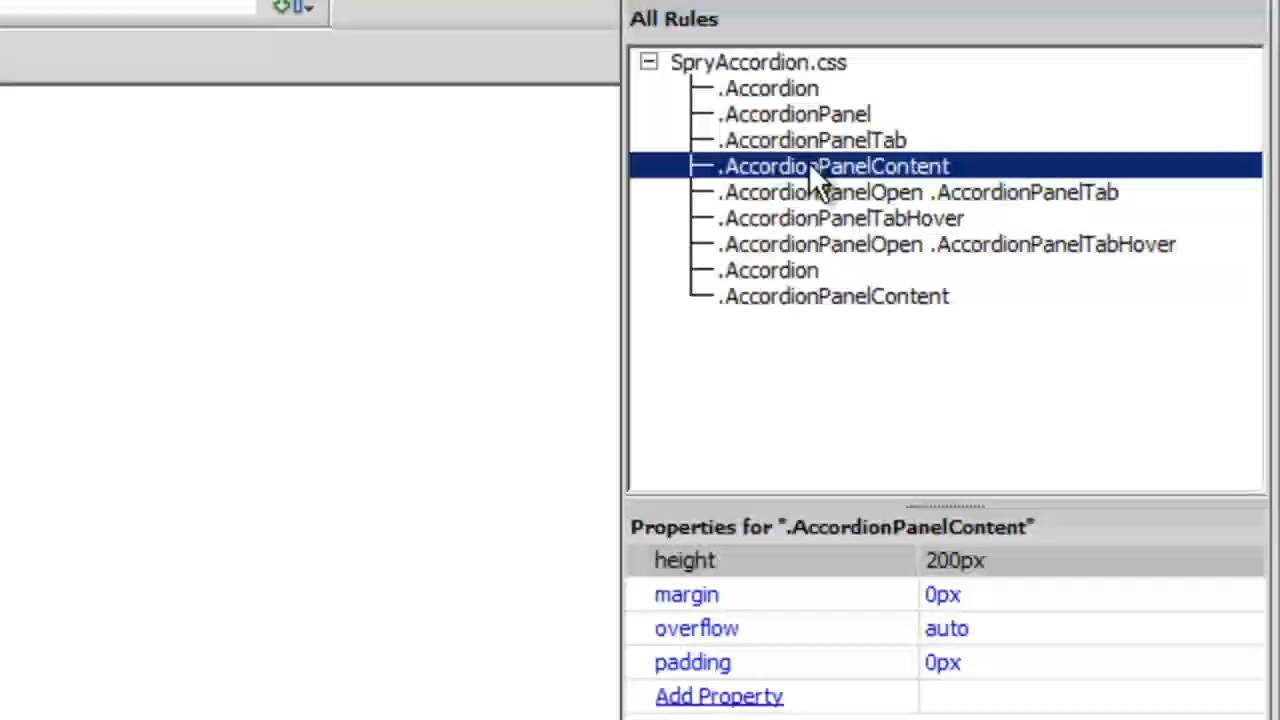 All Rules
SpryAccordion.css
.Accordion
.AccordionPanel
.AccordionPanelTab
.AccordionPanelContent
.AccordionPanelOpen .AccordionPanelTab
.AccordionPanelTabHover
.AccordionPanelOpen .AccordionPanelTabHover
.Accordion
.AccordionPanelContent
Properties for ".AccordionPanelContent"
height 200px
margin 0px
overflow auto
padding 0px
Add Property